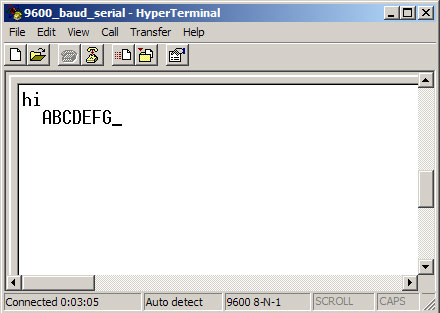 9600_baud_serial - HyperTerminal
File Edit View Call Transfer Help
hi
ABCDEFG_
Connected 0:03:05 Auto detect 9600 8-N-1 SCROLL CAPS